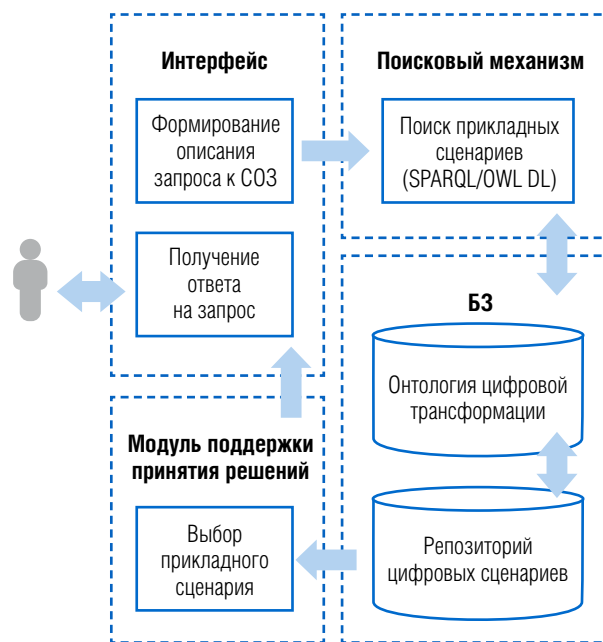 Интерфейс
Формирование
описания
запроса к СОЗ
Получение
ответа
на запрос
Поисковый механизм
Поиск прикладных
сценариев
(SPARQL/OWL DL)
БЗ
Онтология цифровой
трансформации
Репозиторий
цифровых сценариев
Модуль поддержки
принятия решений
Выбор
прикладного
сценария